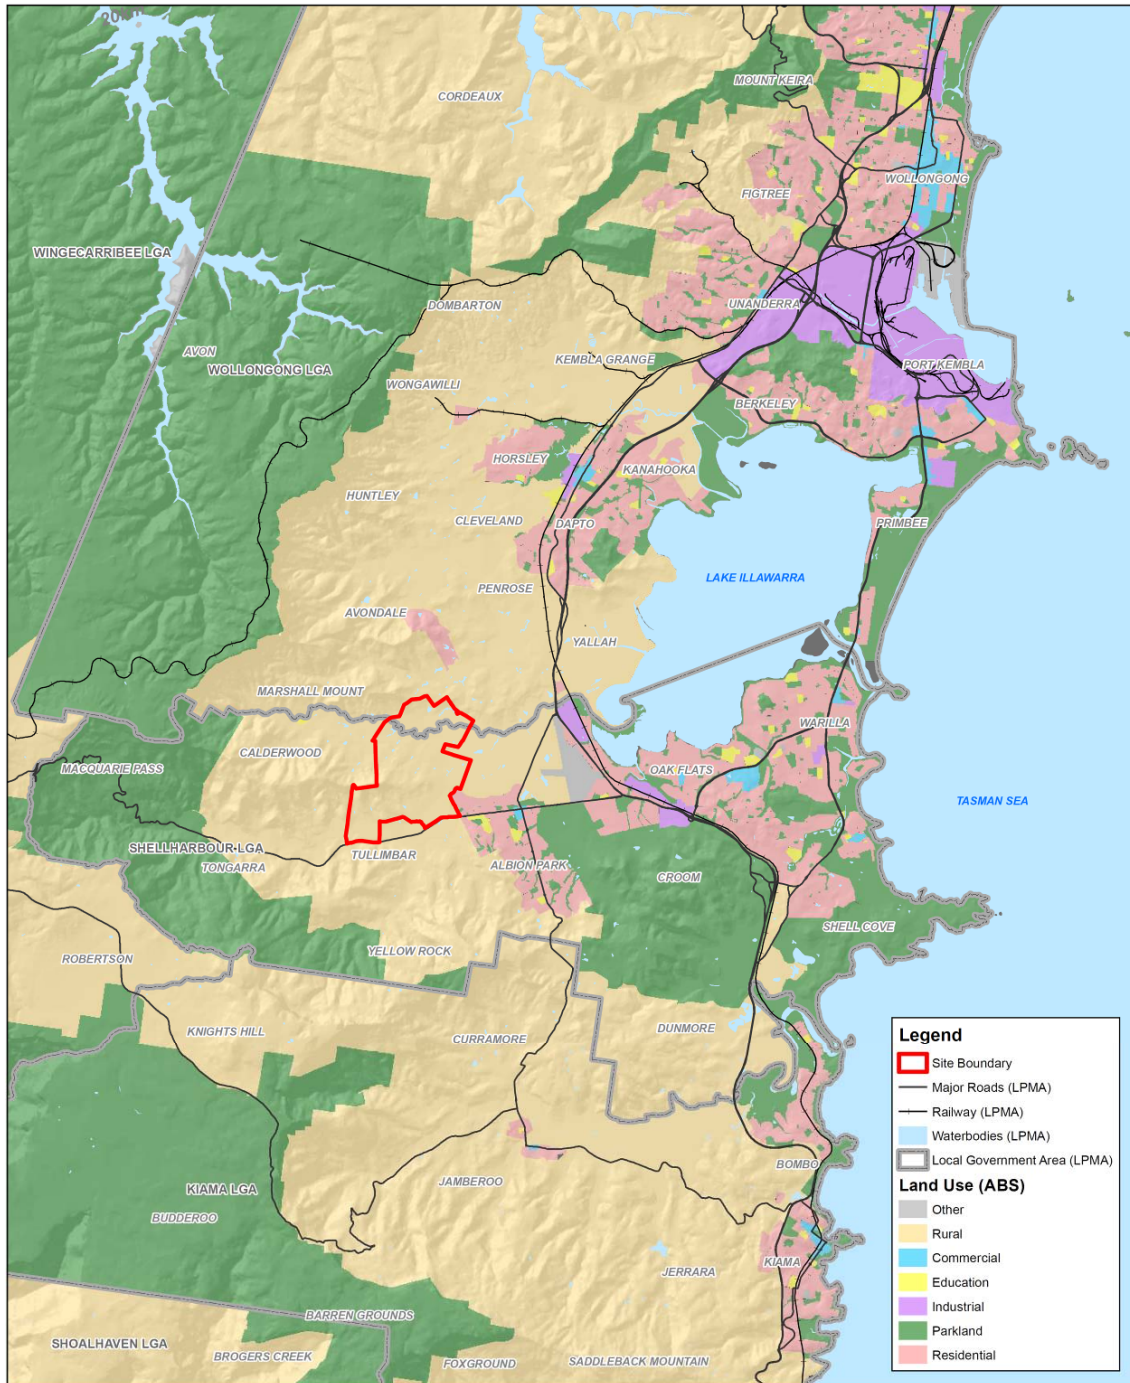 CORDEAUX
MOUNT KEIRA
WOLLONGONG
FIGTREE
WINGECARRIBEE LGA
DOMBARTON
UNANDERRA
AVON
WOLLONGONG LGA
KEMBLA GRANGE
PORT KEMBLA
WONGAWILLI
BERKELEY
HORSLEY
KANAHOOKA
HUNTLEY
CLEVELAND
DAPTO
PRIMBEE
LAKE ILLAWARRA
PENROSE
AVONDALE
YALLAH
MARSHALL MOUNT
WARILLA
CALDERWOOD
MACQUARIE PASS
OAK FLATS
TASMAN SEA
SHELLHARBOUR LGA
TULLIMBAR
TONGARRA
ALBION PARK
CROOM
SHELL COVE
YELLOW ROCK
ROBERTSON
KNIGHTS HILL
CURRAMORE
DUNMORE
BOMBO
JAMBEROO
KIAMA LGA
BUDDEROO
KIAMA
JERRARA
BARREN GROUNDS
SHOALHAVEN LGA
BROGERS CREEK
FOXGROUND
SADDLEBACK MOUNTAIN
Legend
Site Boundary
Major Roads (LPMA)
Railway (LPMA)
Waterbodies (LPMA)
Local Government Area (LPMA)
Land Use (ABS)
Other
Rural
Commercial
Education
Industrial
Parkland
Residential